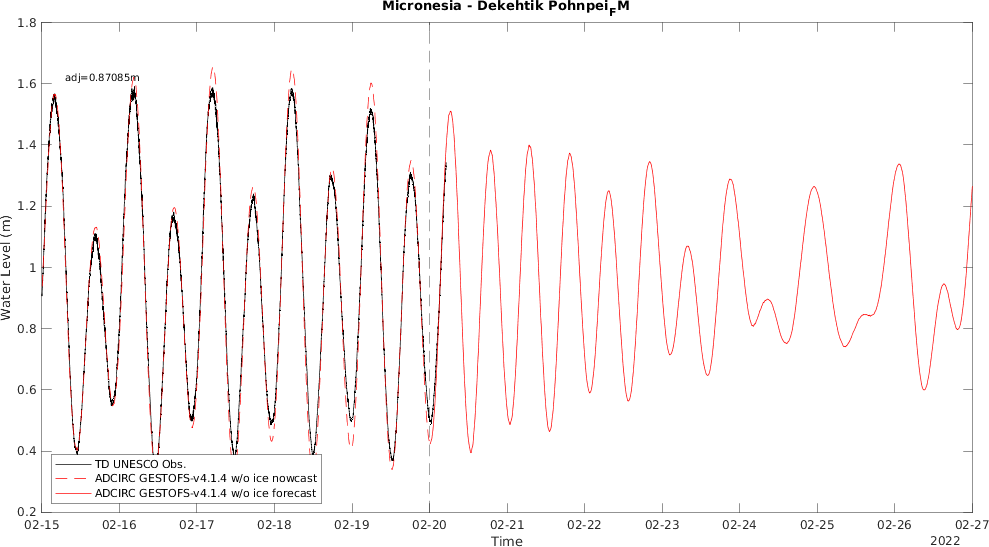 Micronesia - Dekehtik Pohnpei_FM
1.8
1.6
1.4
1.2
1
0.8
0.6
0.4
0.2
Water Level (m)
adj=0.87085m
TD UNESCO Obs.
ADCIRC GESTOFS-v4.1.4 w/o ice nowcast
ADCIRC GESTOFS-v4.1.4 w/o ice forecast
02-15 02-16 02-17 02-18 02-19 02-20 02-21 02-22 02-23 02-24 02-25 02-26 02-27
Time
2022